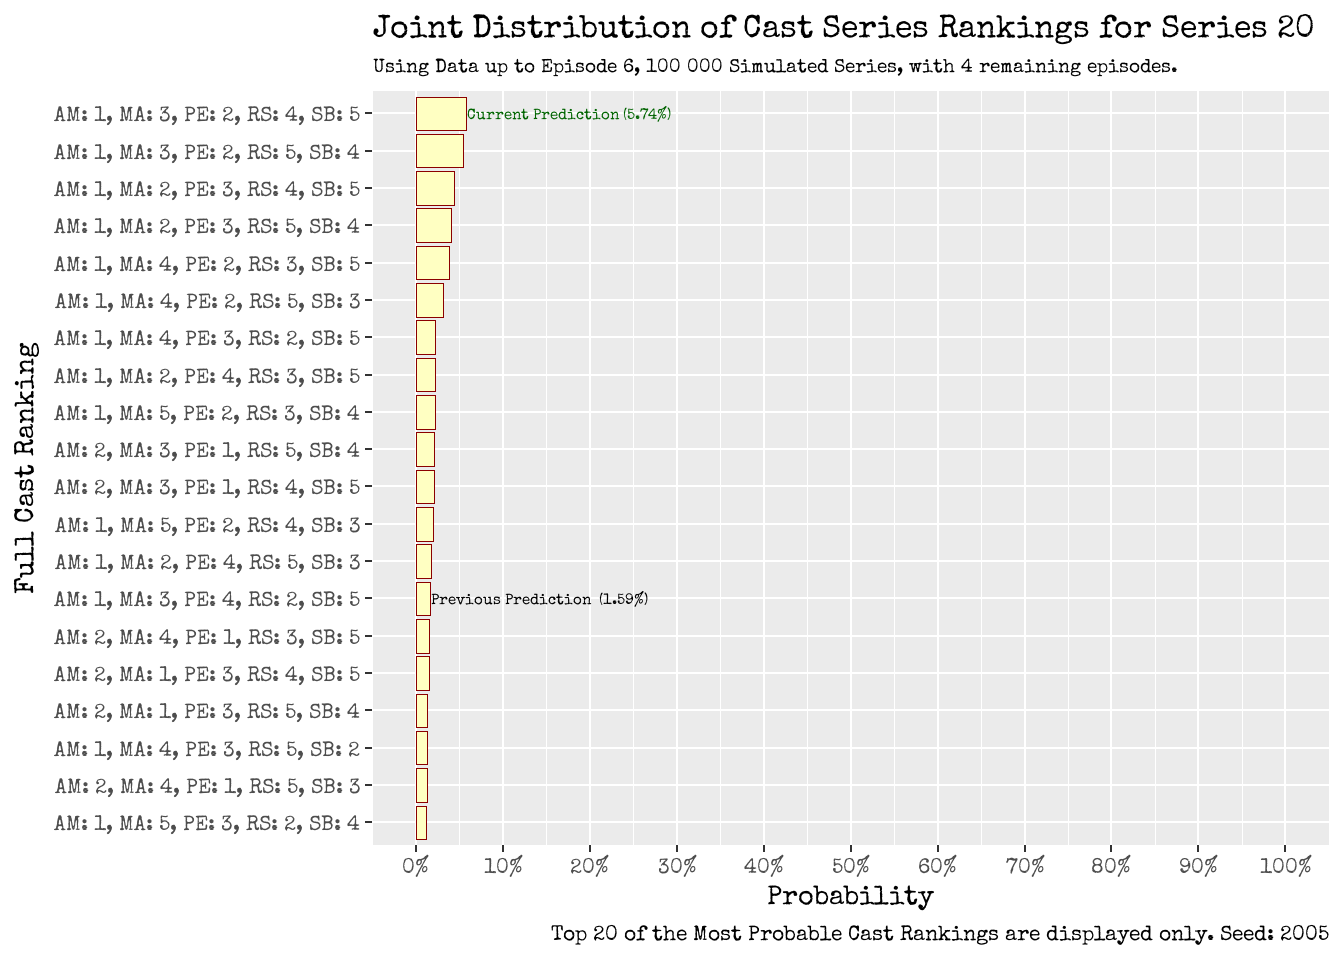 Joint Distribution of Cast Series Rankings for Series 20
Using Data up to Episode 6, 100 000 Simulated Series, with 4 remaining episodes.
Full Cast Ranking
AM: 1, MA: 3, PE: 2, RS: 4, SB: 5 Current Prediction (5.74%)
AM: 1, MA: 3, PE: 2, RS: 5, SB: 4
AM: 1, MA: 2, PE: 3, RS: 4, SB: 5
AM: 1, MA: 2, PE: 3, RS: 5, SB: 4
AM: 1, MA: 4, PE: 2, RS: 3, SB: 5
AM: 1, MA: 4, PE: 2, RS: 5, SB: 3
AM: 1, MA: 4, PE: 3, RS: 2, SB: 5
AM: 1, MA: 2, PE: 4, RS: 3, SB: 5
AM: 1, MA: 5, PE: 2, RS: 3, SB: 4
AM: 2, MA: 3, PE: 1, RS: 5, SB: 4
AM: 2, MA: 3, PE: 1, RS: 4, SB: 5
AM: 1, MA: 5, PE: 2, RS: 4, SB: 3
AM: 1, MA: 2, PE: 4, RS: 5, SB: 3
AM: 1, MA: 3, PE: 4, RS: 2, SB: 5 Previous Prediction (1.59%)
AM: 2, MA: 4, PE: 1, RS: 3, SB: 5
AM: 2, MA: 1, PE: 3, RS: 4, SB: 5
AM: 2, MA: 1, PE: 3, RS: 5, SB: 4
AM: 1, MA: 4, PE: 3, RS: 5, SB: 2
AM: 2, MA: 4, PE: 1, RS: 5, SB: 3
AM: 1, MA: 5, PE: 3, RS: 2, SB: 4
0% 10% 20% 30% 40% 50% 60% 70% 80% 90% 100%
Probability
Top 20 of the Most Probable Cast Rankings are displayed only. Seed: 2005